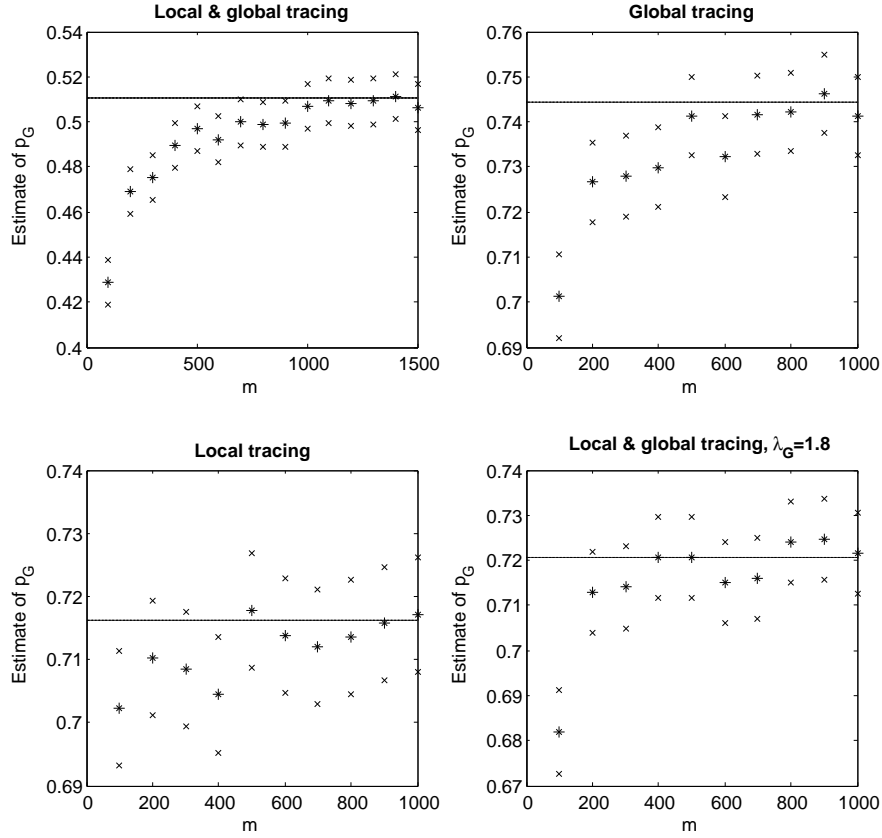 Local & global tracing
0.54
0.52
0.5
0.48
0.46
0.44
0.42
0.4
0 500 1000 1500
m
Estimate of p_G
Global tracing
0.76
0.75
0.74
0.73
0.72
0.71
0.7
0.69
0 200 400 600 800 1000
m
Estimate of p_G
Local tracing
0.74
0.73
0.72
0.71
0.7
0.69
0 200 400 600 800 1000
m
Estimate of p_G
Local & global tracing, λ_G=1.8
0.74
0.73
0.72
0.71
0.7
0.69
0.68
0.67
0 200 400 600 800 1000
m
Estimate of p_G